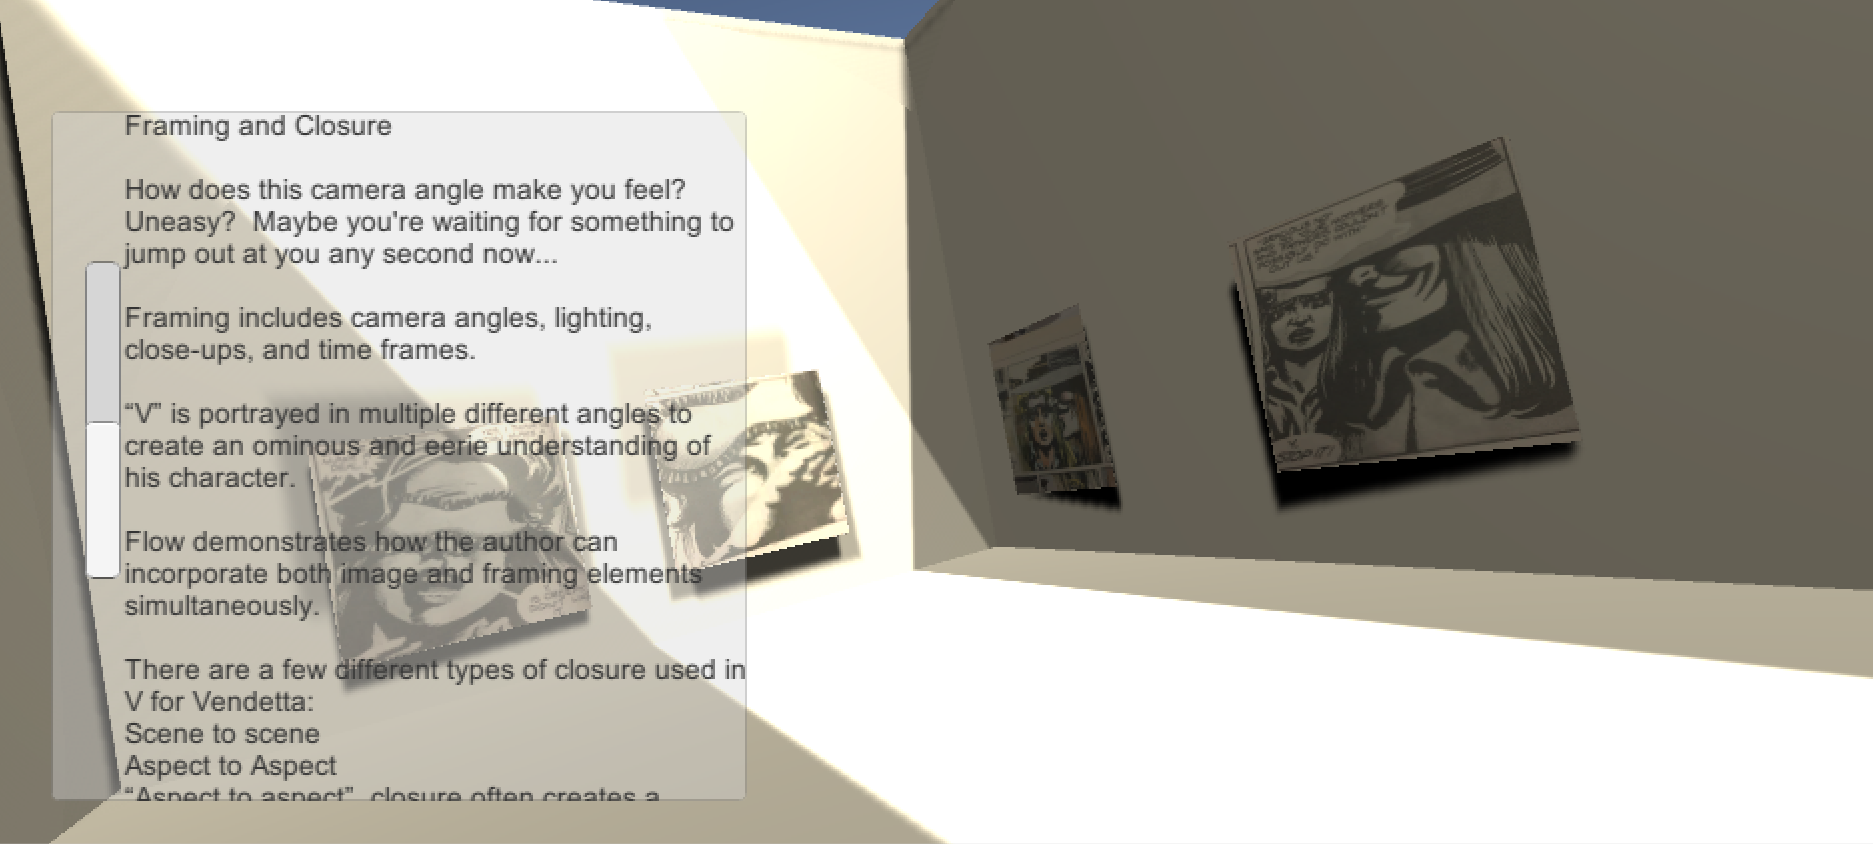 Framing and Closure
How does this camera angle make you feel?
Uneasy?  Maybe you're waiting for something to
jump out at you any second now...
Framing includes camera angles, lighting,
close-ups, and time frames.
“V” is portrayed in multiple different angles to
create an ominous and eerie understanding of
his character.
Flow demonstrates how the author can
incorporate both image and framing elements
simultaneously.
There are a few different types of closure used in
V for Vendetta:
Scene to scene
Aspect to Aspect
“Aspect to aspect”  closure often creates a